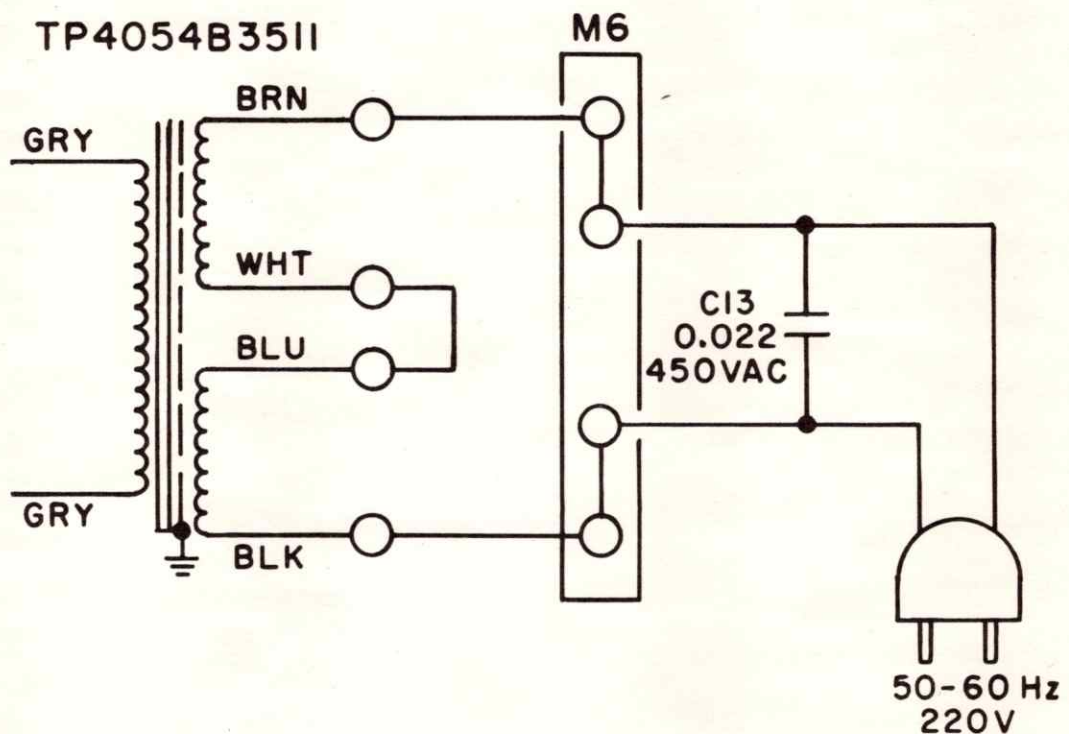 TP4054B3511
M6
BRN
GRY
WHT
C13
0.022
450VAC
BLU
GRY
BLK
50-60 Hz
220V